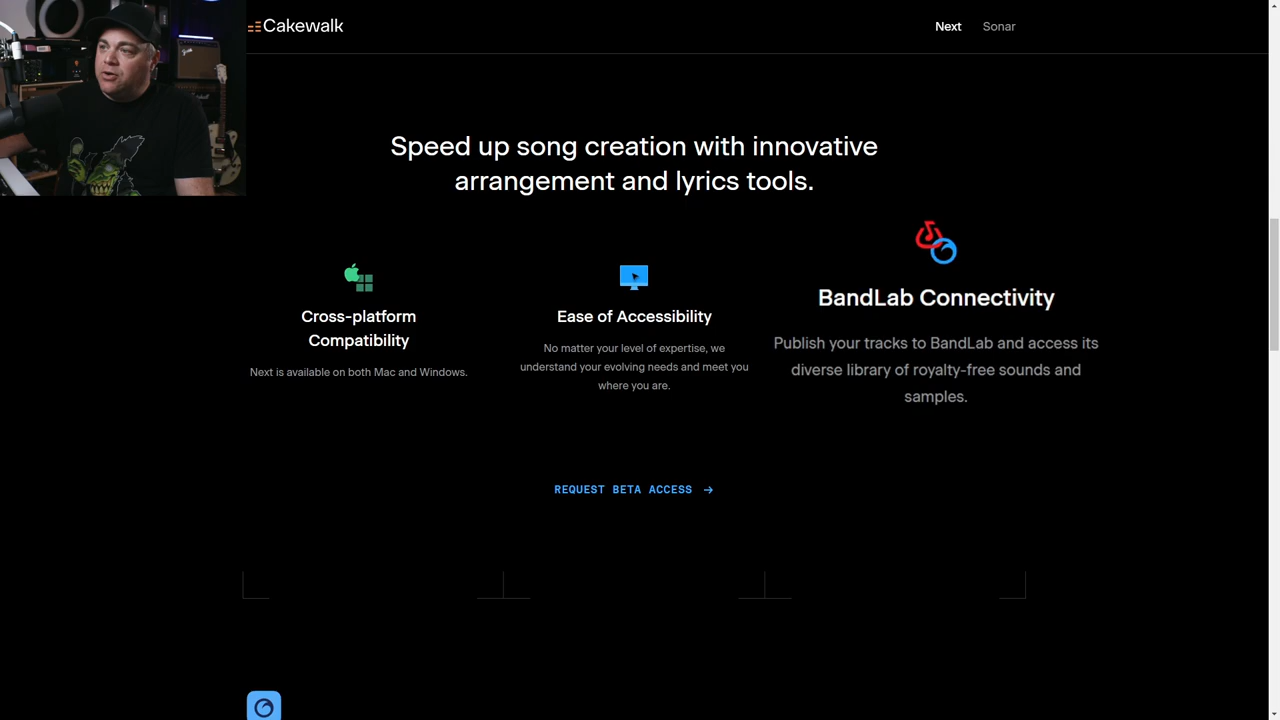 Cakewalk
Next
Sonar
Speed up song creation with innovative
arrangement and lyrics tools.
Cross-platform
Compatibility
Next is available on both Mac and Windows.
Ease of Accessibility
No matter your level of expertise, we
understand your evolving needs and meet you
where you are.
BandLab Connectivity
Publish your tracks to BandLab and access its
diverse library of royalty-free sounds and
samples.
REQUEST BETA ACCESS →